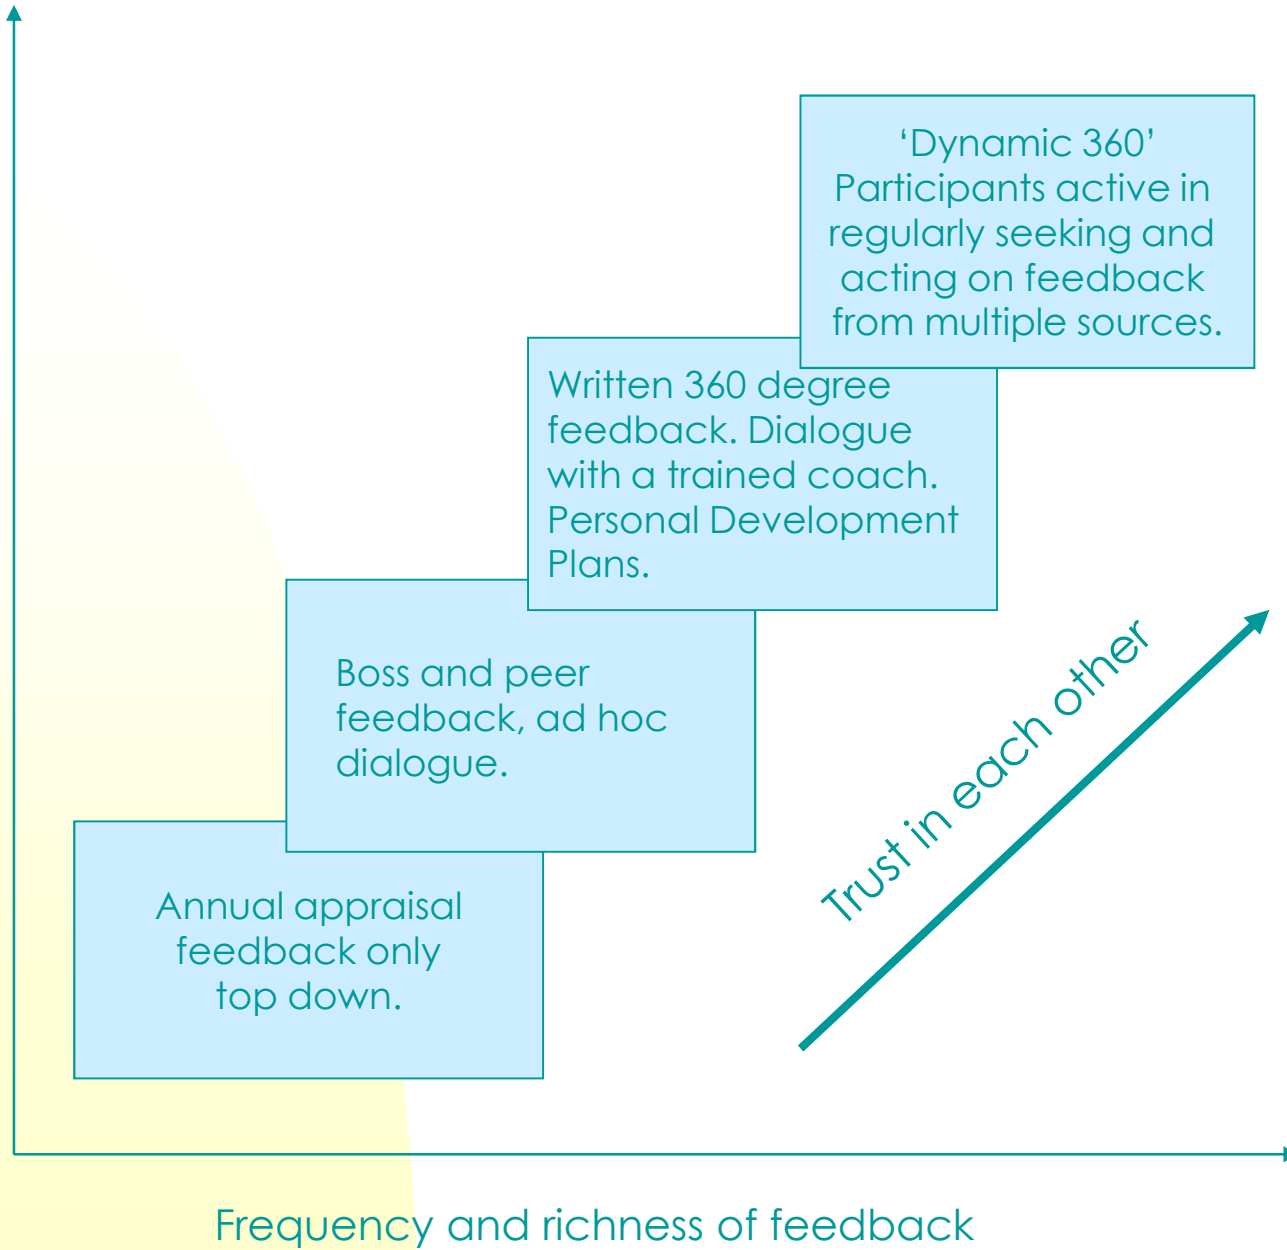 ‘Dynamic 360’
Participants active in
regularly seeking and
acting on feedback
from multiple sources.
Written 360 degree
feedback. Dialogue
with a trained coach.
Personal Development
Plans.
Boss and peer
feedback, ad hoc
dialogue.
Trust in each other
Annual appraisal
feedback only
top down.
Frequency and richness of feedback